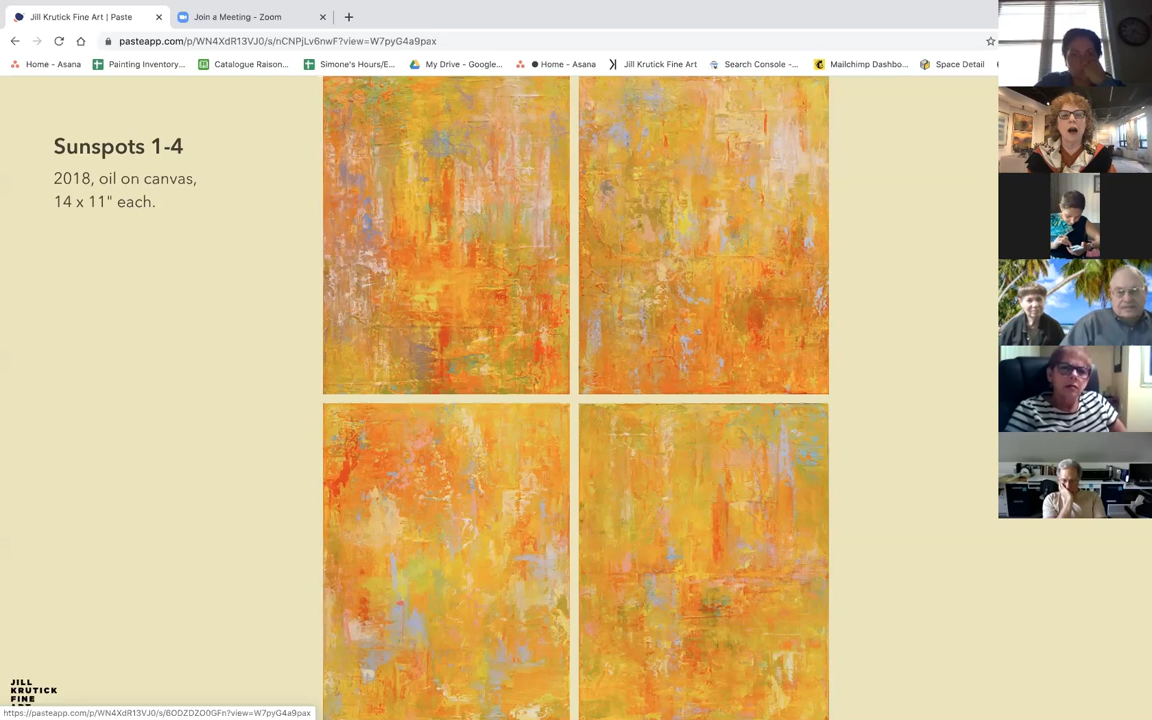 Jill Krutick Fine Art | Paste
Join a Meeting - Zoom
pasteapp.com/p/WN4XdR13VJ0/s/nCNPjLv6nwF?view=W7pyG4a9pax
Home - Asana
Painting Inventory...
Catalogue Raison...
Simone's Hours/E...
My Drive - Google...
Home - Asana
Jill Krutick Fine Art
Search Console -...
Mailchimp Dashbo...
Space Detail
Sunspots 1-4
2018, oil on canvas,
14 x 11" each.
JILL
KRUTICK
FINE
https://pasteapp.com/p/WN4XdR13VJ0/s/6ODZDZO0GFn?view=W7pyG4a9pax